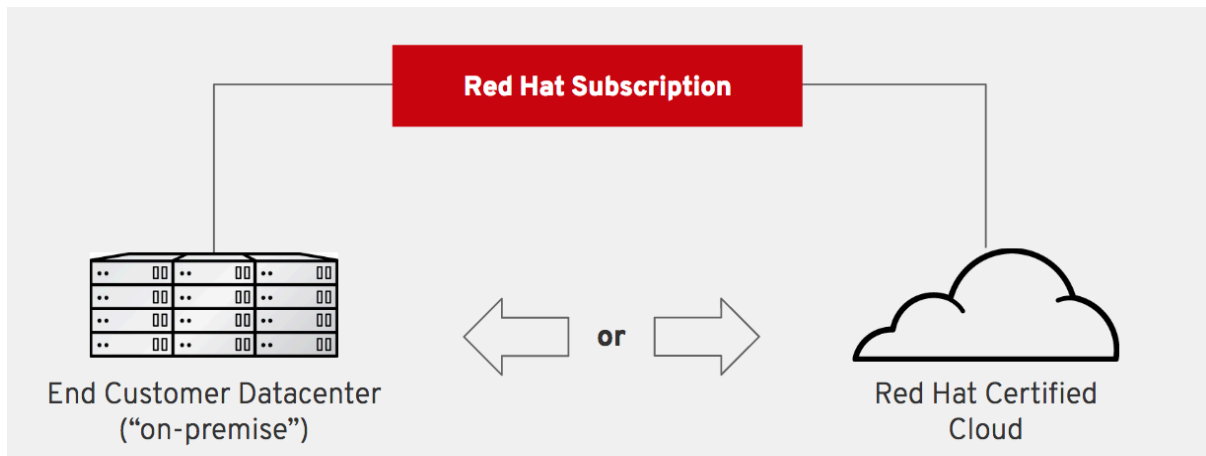 Red Hat Subscription
or
End Customer Datacenter
(“on-premise”)
Red Hat Certified
Cloud